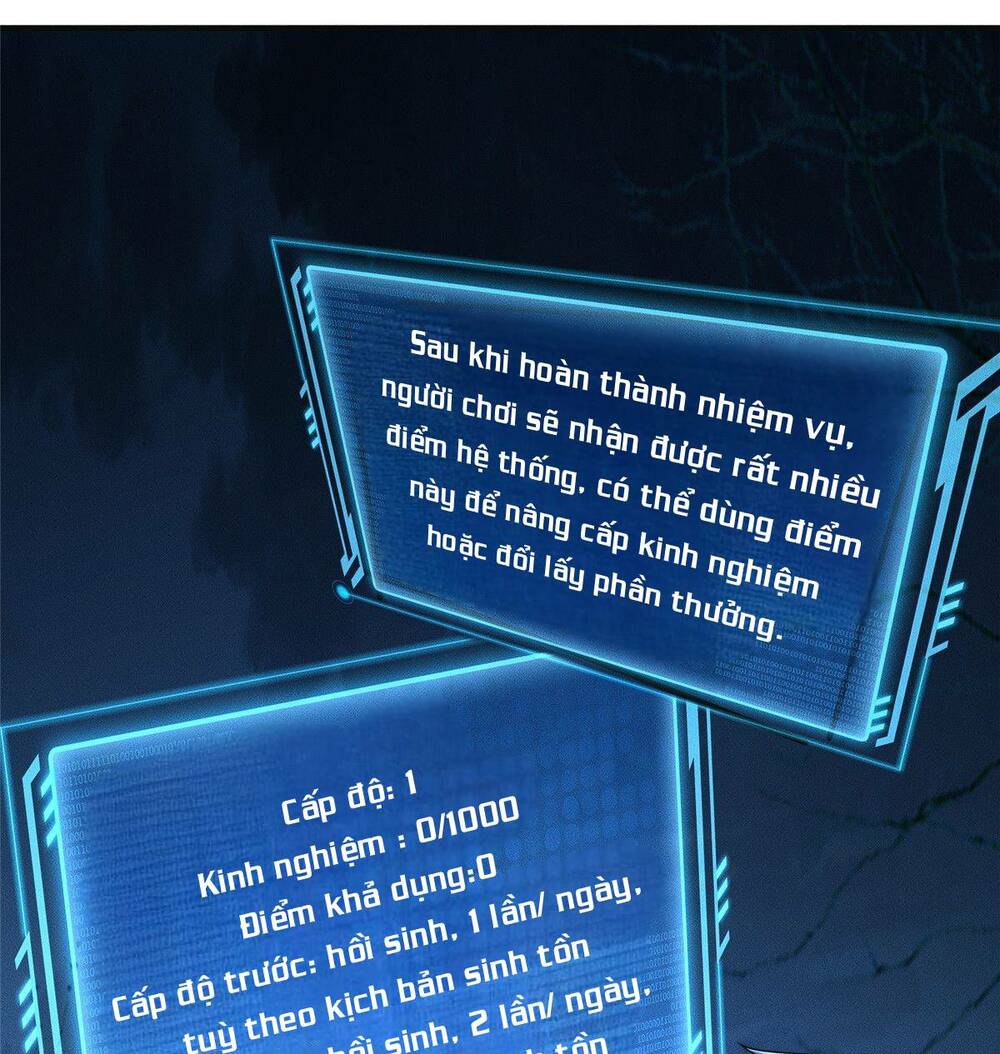 Sau khi hoàn thành nhiệm vụ,
người chơi sẽ nhận được rất nhiều
điểm hệ thống, có thể dùng điểm
này để nâng cấp kinh nghiệm
hoặc đổi lấy phần thưởng.
Cấp độ: 1
Kinh nghiệm : 0/1000
Điểm khả dụng:0
Cấp độ trước: hồi sinh, 1 lần/ ngày,
tuỳ theo kịch bản sinh tồn
hồi sinh, 2 lần/ ngày,
tồn